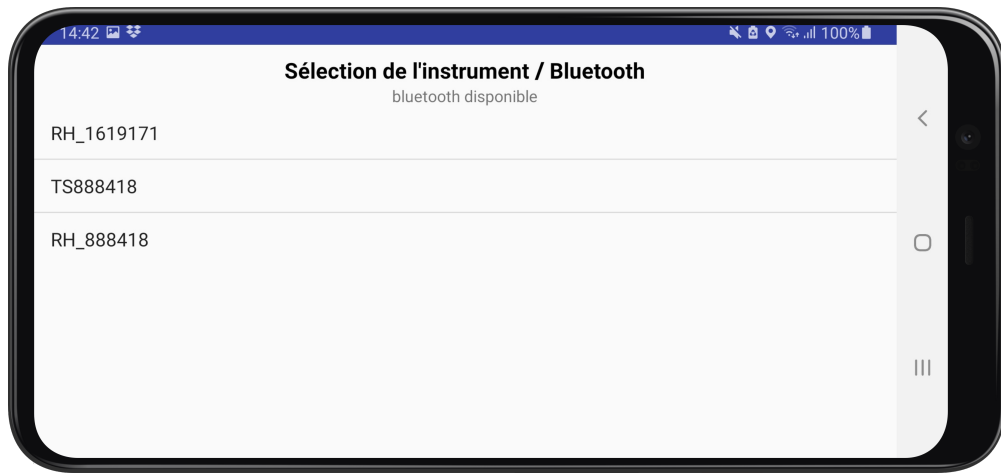 14:42 100%
Sélection de l'instrument / Bluetooth
bluetooth disponible
RH_1619171
TS888418
RH_888418